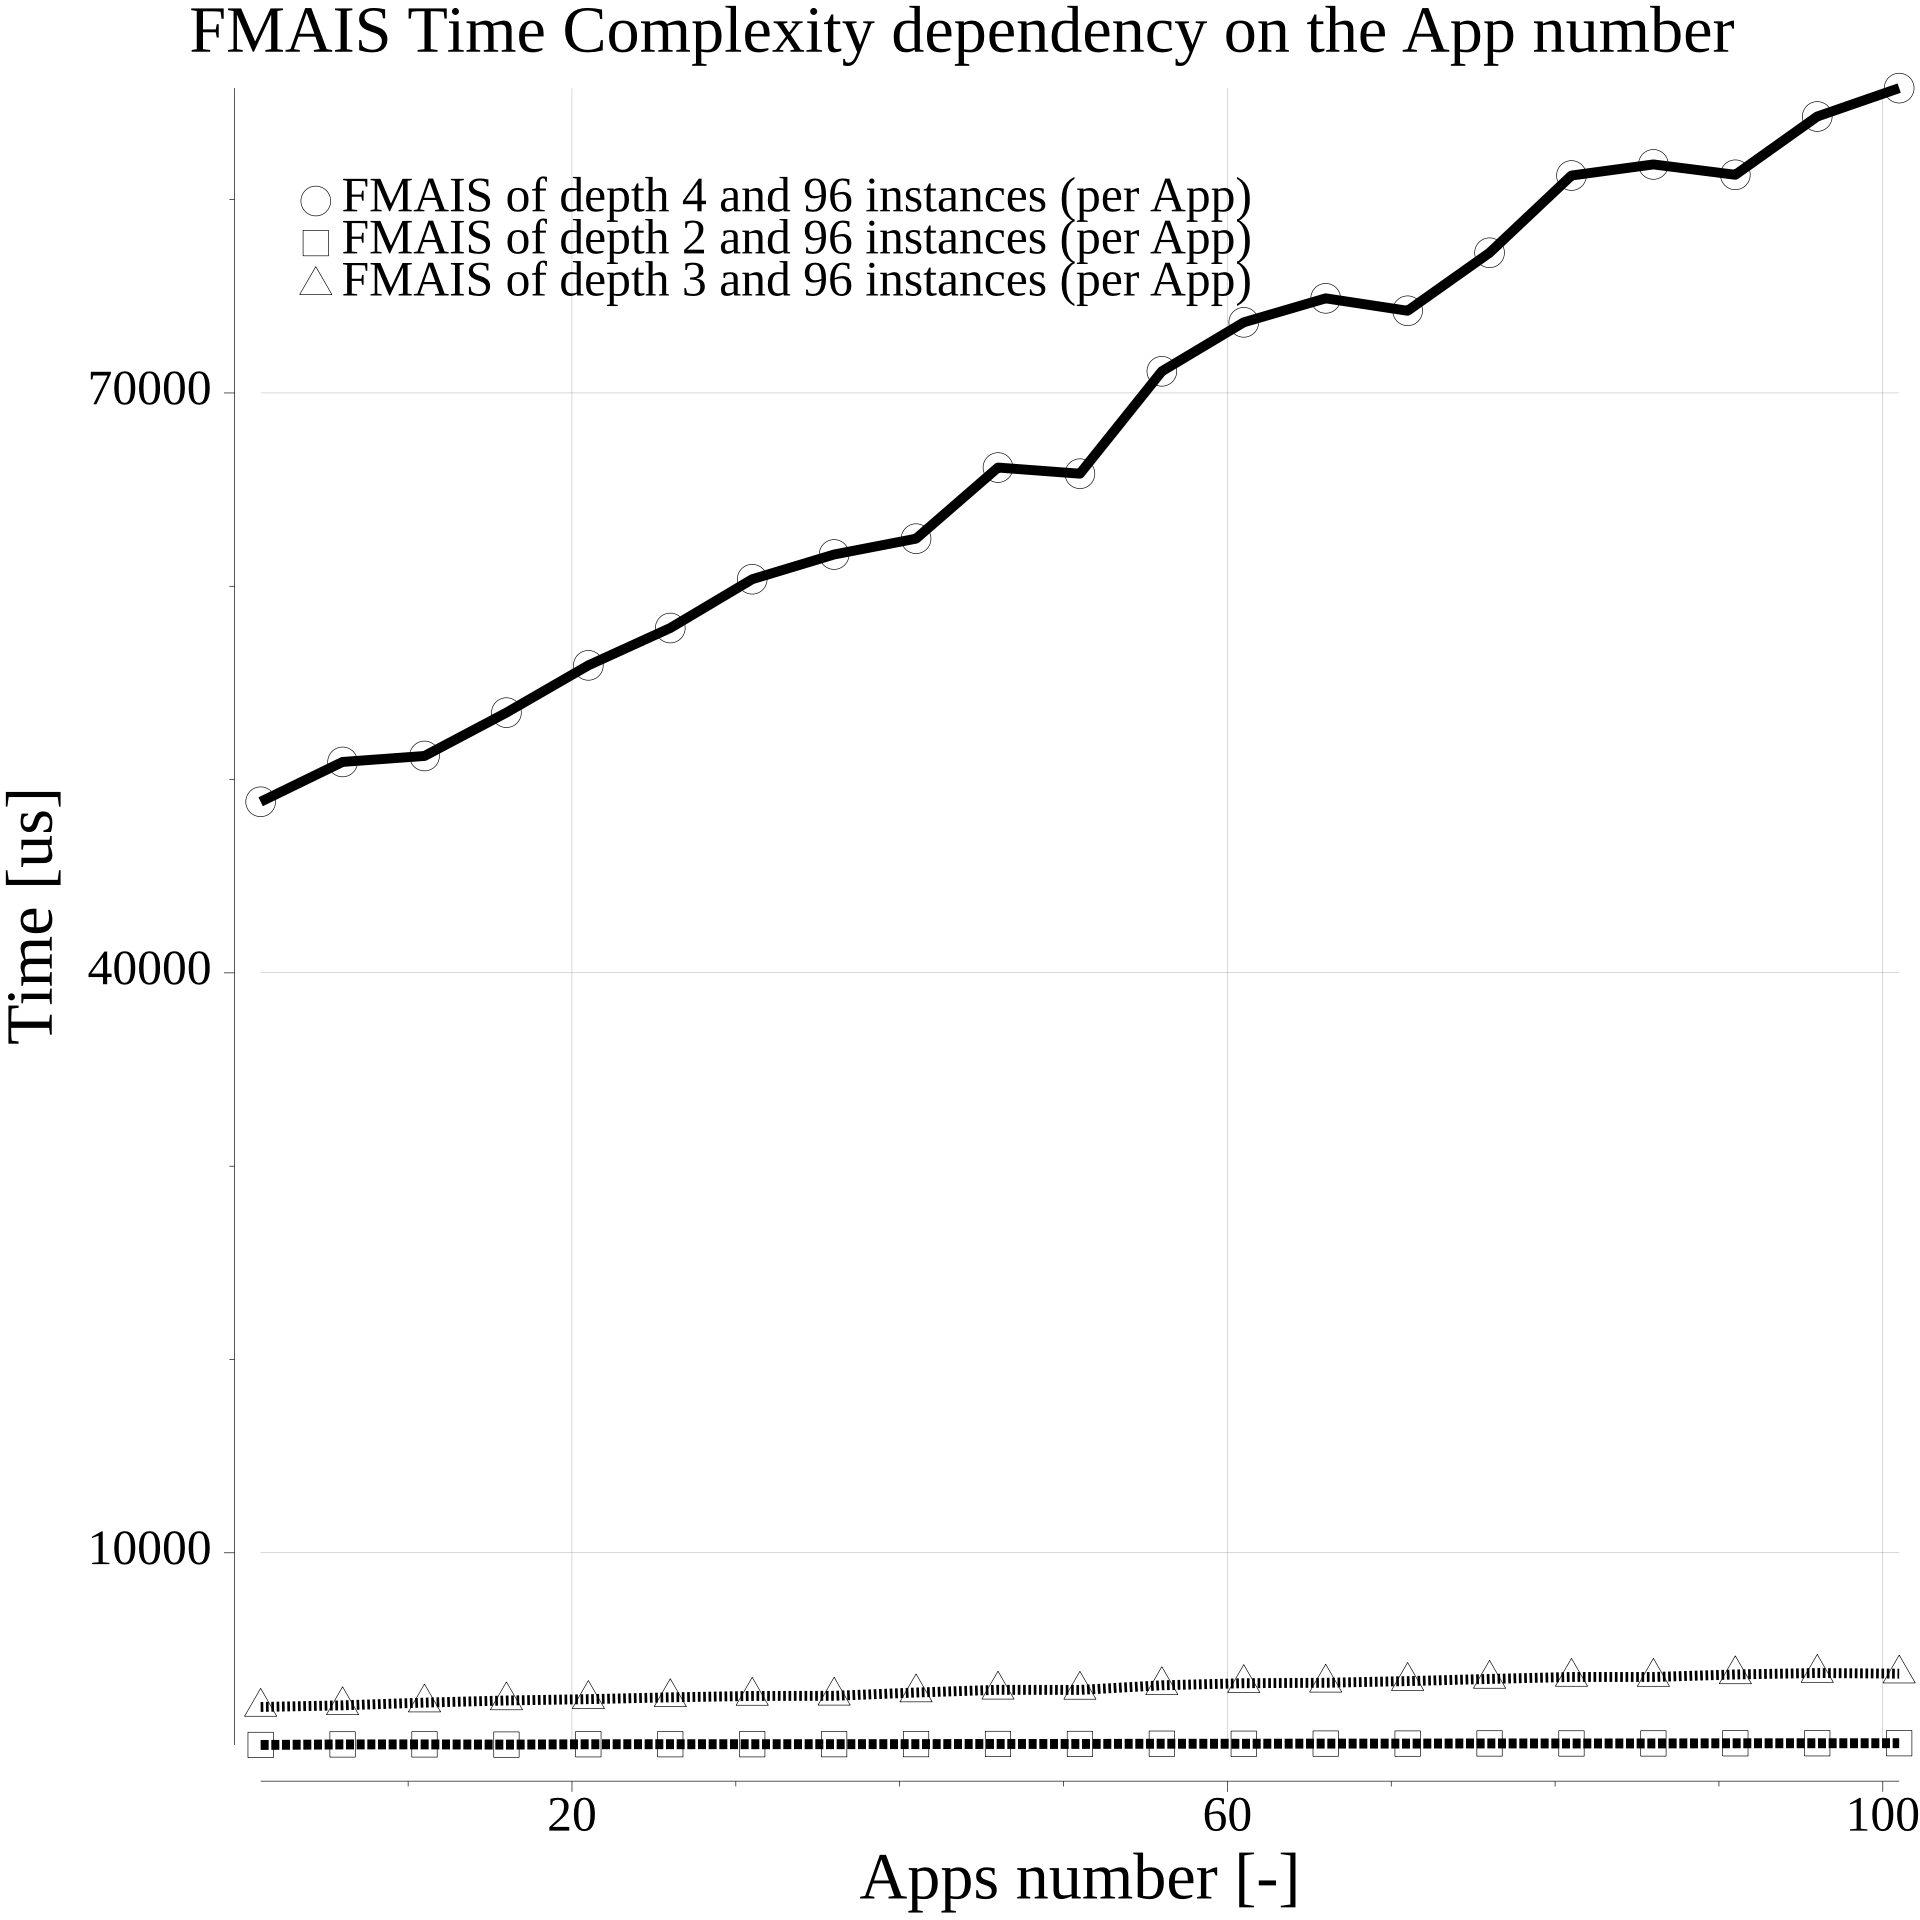 FMAIS Time Complexity dependency on the App number
FMAIS of depth 4 and 96 instances (per App)
FMAIS of depth 2 and 96 instances (per App)
FMAIS of depth 3 and 96 instances (per App)
70000
40000
10000
Time [us]
20
60
100
Apps number [-]